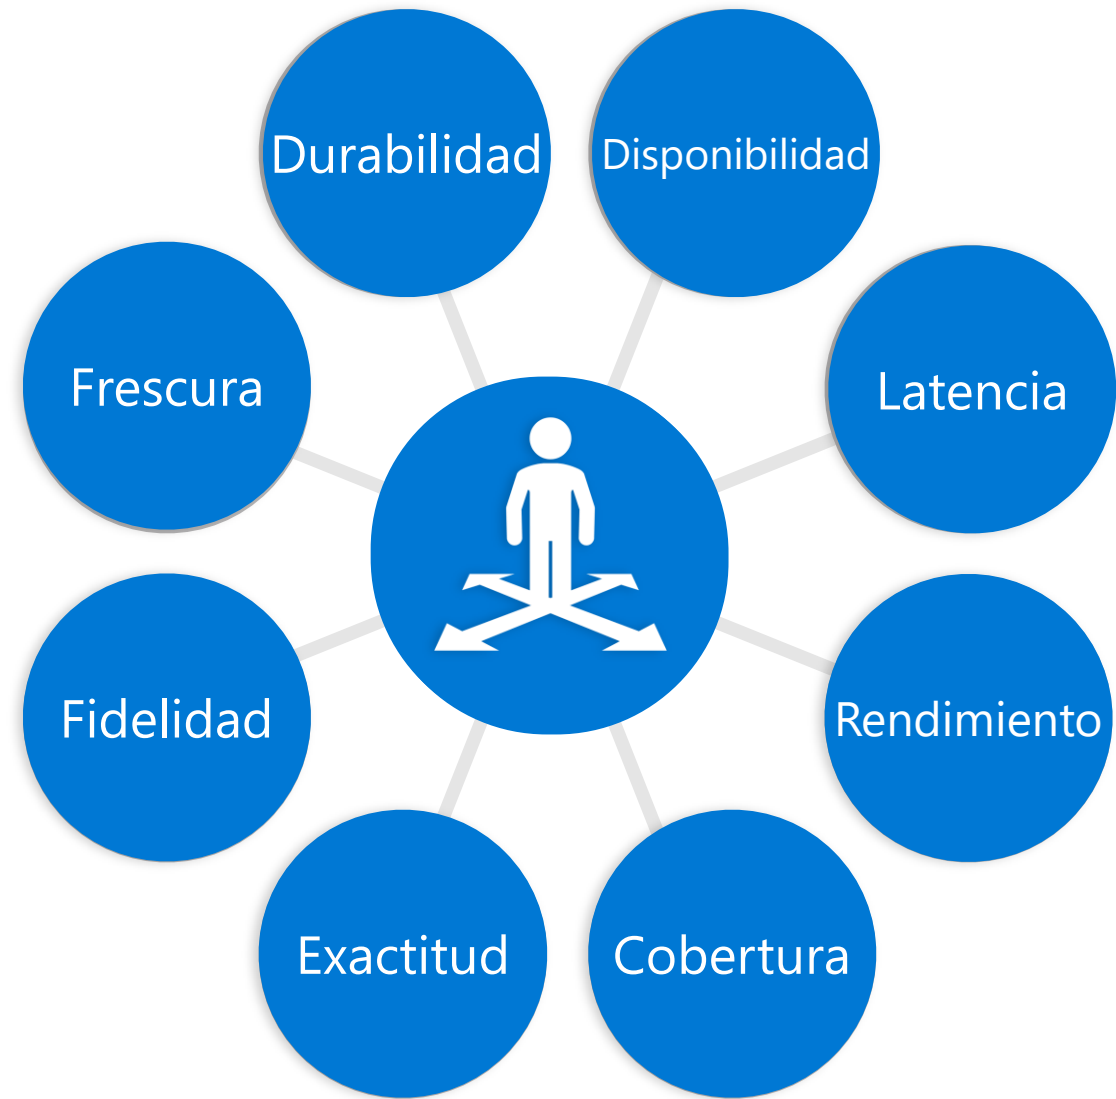 Durabilidad
Disponibilidad
Frescura
Latencia
Fidelidad
Rendimiento
Exactitud
Cobertura